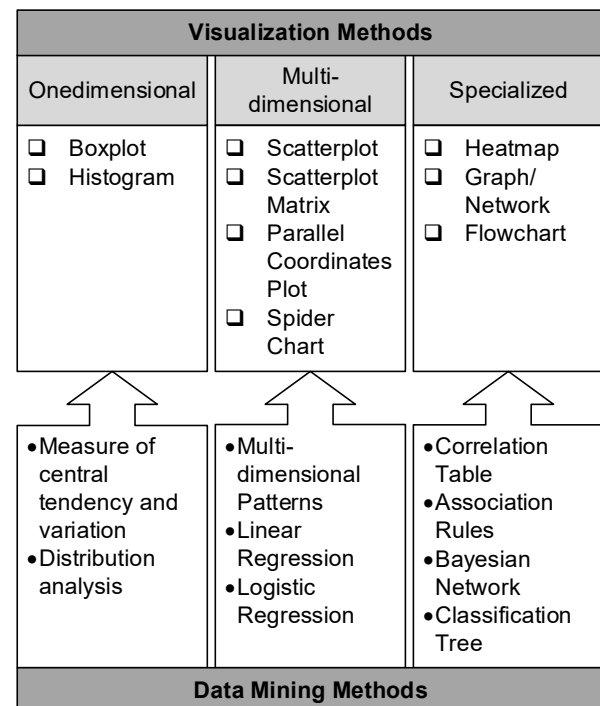 Visualization Methods
Onedimensional
Multi-
dimensional
Specialized
❑ Boxplot
❑ Histogram
❑ Scatterplot
❑ Scatterplot
Matrix
❑ Parallel
Coordinates
Plot
❑ Spider
Chart
❑ Heatmap
❑ Graph/
Network
❑ Flowchart
•Measure of
central
tendency and
variation
•Distribution
analysis
•Multi-
dimensional
Patterns
•Linear
Regression
•Logistic
Regression
•Correlation
Table
•Association
Rules
•Bayesian
Network
•Classification
Tree
Data Mining Methods